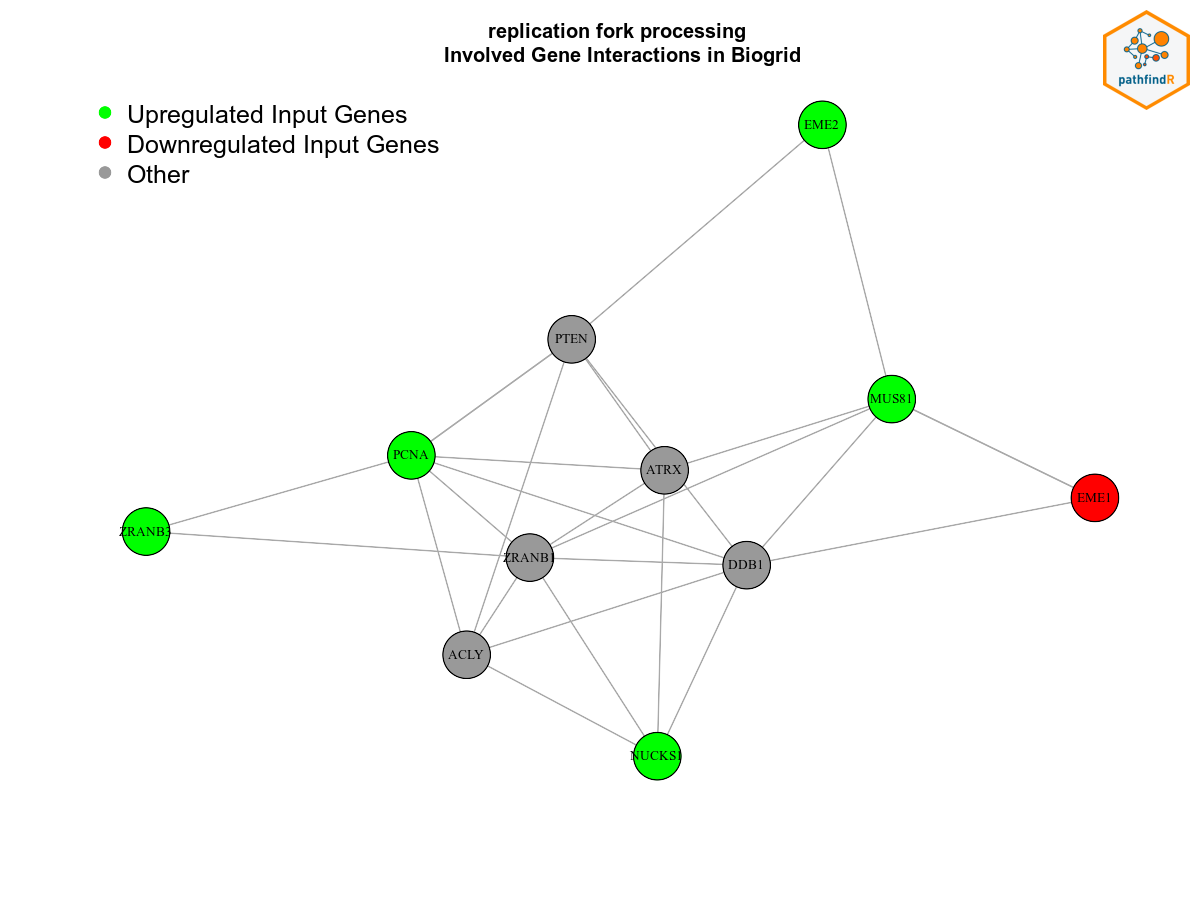 replication fork processing
Involved Gene Interactions in Biogrid
pathfindR
Upregulated Input Genes
Downregulated Input Genes
Other
EME2
PTEN
MUS81
PCNA
ATRX
EME1
ZRANB3
ZRANB1
DDB1
ACLY
NUCKS1